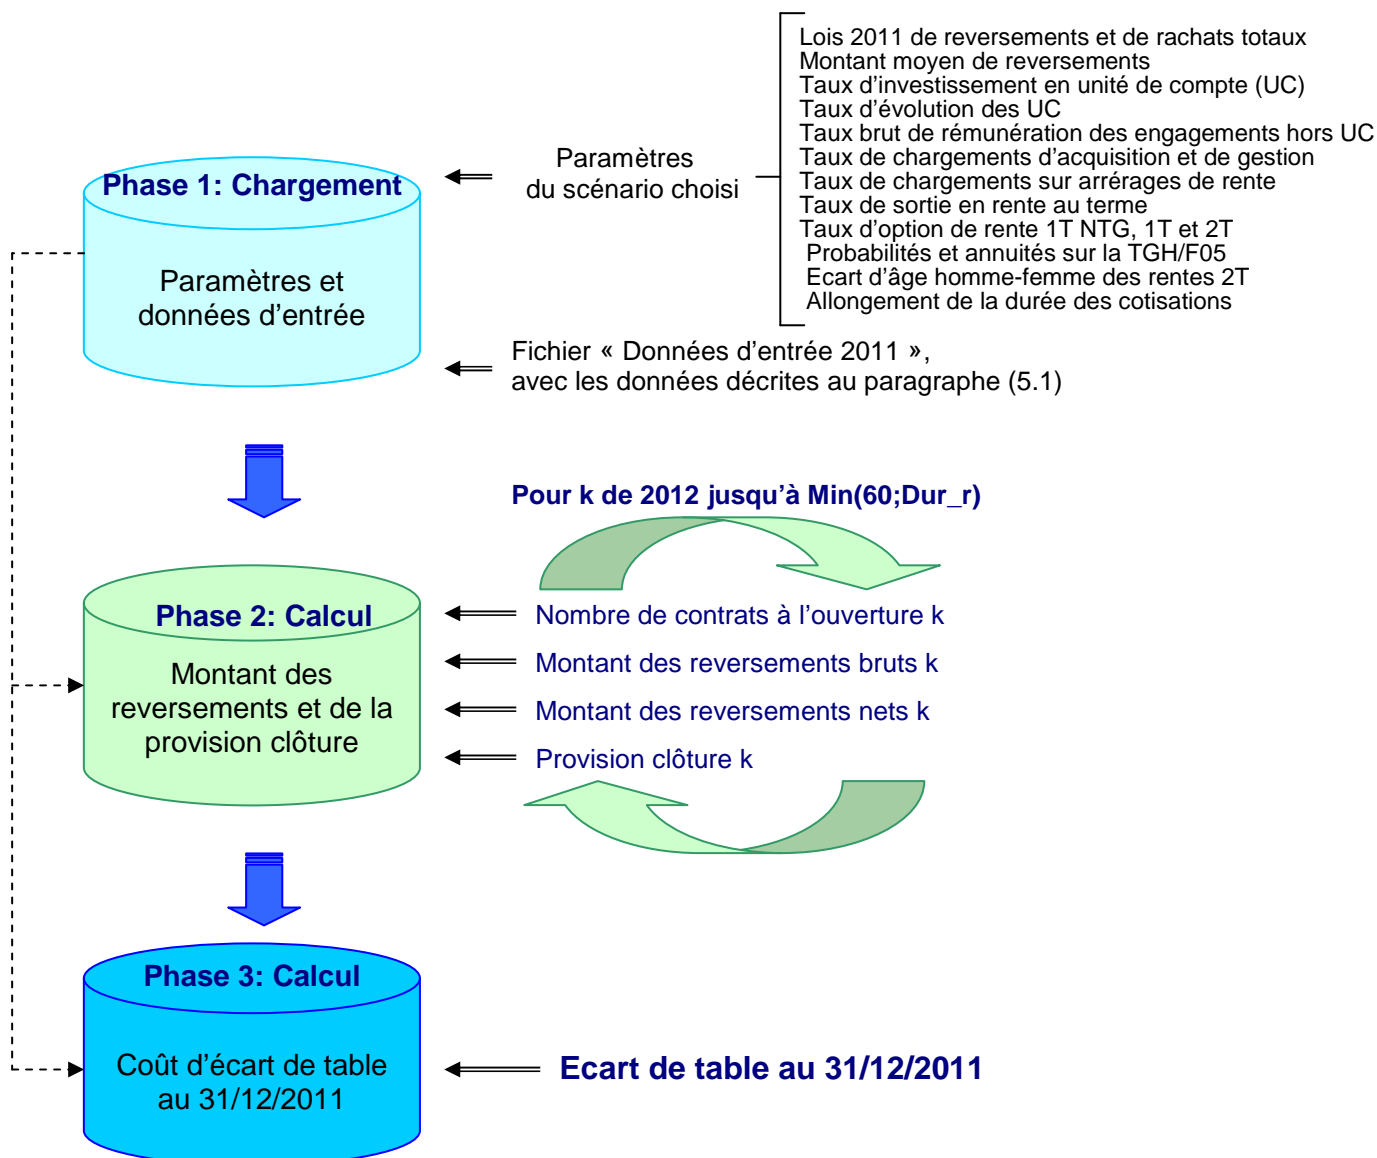 Lois 2011 de reversements et de rachats totaux
Montant moyen de reversements
Taux d'investissement en unité de compte (UC)
Taux d'évolution des UC
Taux brut de rémunération des engagements hors UC
Taux de chargements d'acquisition et de gestion
Taux de chargements sur arrérages de rente
Taux de sortie en rente au terme
Taux d'option de rente 1T NTG, 1T et 2T
Probabilités et annuités sur la TGH/F05
Ecart d'âge homme-femme des rentes 2T
Allongement de la durée des cotisations
Paramètres
du scénario choisi
Phase 1: Chargement
Paramètres et
données d'entrée
Fichier « Données d'entrée 2011 »,
avec les données décrites au paragraphe (5.1)
Pour k de 2012 jusqu'à Min(60;Dur_r)
Phase 2: Calcul
Montant des
reversements et de la
provision clôture
Nombre de contrats à l'ouverture k
Montant des reversements bruts k
Montant des reversements nets k
Provision clôture k
Phase 3: Calcul
Coût d'écart de table
au 31/12/2011
Ecart de table au 31/12/2011